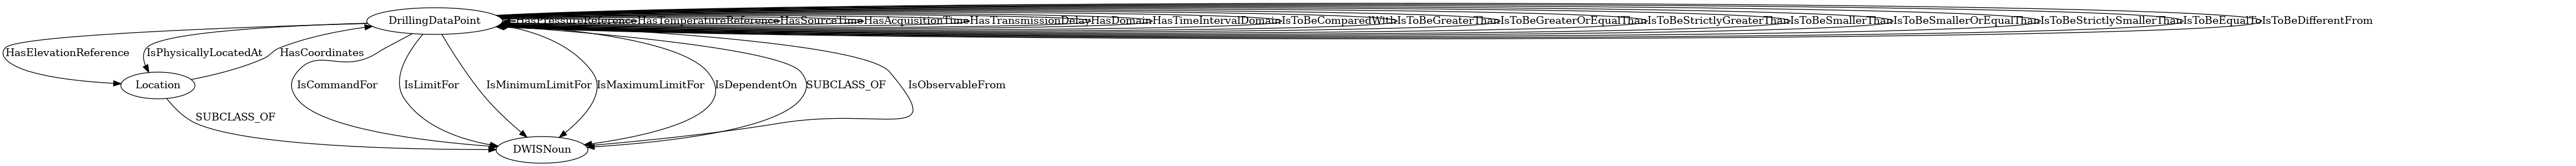 DrillingDataPoint
HasPressureReference
HasTemperatureReference
HasSourceTime
HasAcquisitionTime
HasTransmissionDelay
HasDomain
HasTimeIntervalDomain
IsToBeComparedWith
IsToBeGreaterThan
IsToBeGreaterOrEqualThan
IsToBeStrictlyGreaterThan
IsToBeSmallerThan
IsToBeSmallerOrEqualThan
IsToBeStrictlySmallerThan
IsToBeEqualTo
IsToBeDifferentFrom
HasElevationReference
IsPhysicallyLocatedAt
HasCoordinates
Location
IsCommandFor
IsLimitFor
IsMinimumLimitFor
IsMaximumLimitFor
IsDependentOn
SUBCLASS_OF
IsObservableFrom
SUBCLASS_OF
DWISNoun